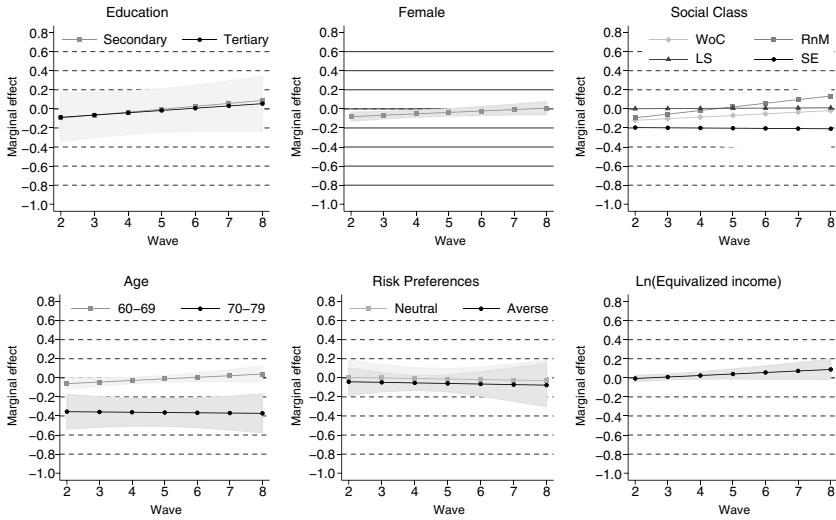 Education
Secondary Tertiary
Marginal effect
0.8
0.6
0.4
0.2
0.0
−0.2
−0.4
−0.6
−0.8
−1.0
2 3 4 5 6 7 8
Wave
Female
Marginal effect
0.8
0.6
0.4
0.2
0.0
−0.2
−0.4
−0.6
−0.8
−1.0
2 3 4 5 6 7 8
Wave
Social Class
WoC RnM
LS SE
Marginal effect
0.8
0.6
0.4
0.2
0.0
−0.2
−0.4
−0.6
−0.8
−1.0
2 3 4 5 6 7 8
Wave
Age
60−69 70−79
Marginal effect
0.8
0.6
0.4
0.2
0.0
−0.2
−0.4
−0.6
−0.8
−1.0
2 3 4 5 6 7 8
Wave
Risk Preferences
Neutral Averse
Marginal effect
0.8
0.6
0.4
0.2
0.0
−0.2
−0.4
−0.6
−0.8
−1.0
2 3 4 5 6 7 8
Wave
Ln(Equivalized income)
Marginal effect
0.8
0.6
0.4
0.2
0.0
−0.2
−0.4
−0.6
−0.8
−1.0
2 3 4 5 6 7 8
Wave